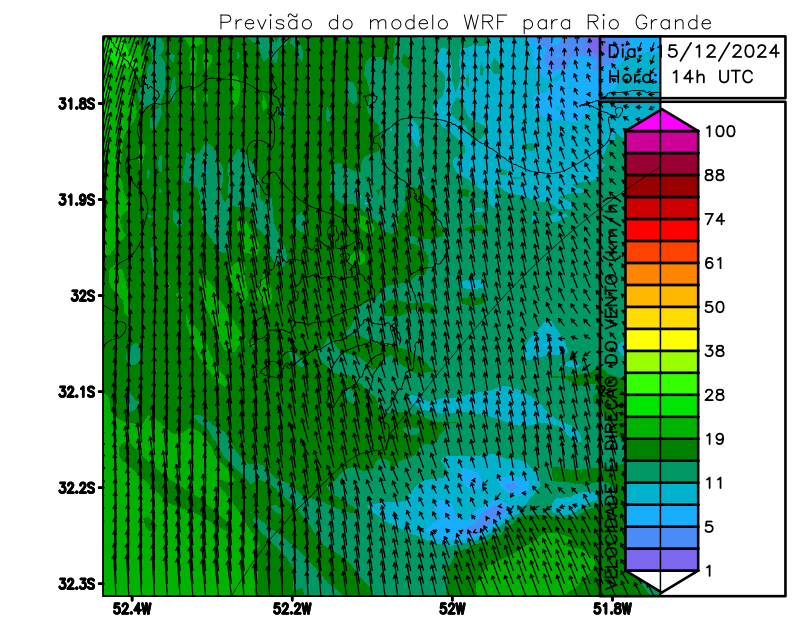 Previsão do modelo WRF para Rio Grande
Dia: 15/12/2024
Hora: 14h UTC
31.8S
31.9S
32S
32.1S
32.2S
32.3S
52.4W
52.2W
52W
51.8W
VELOCIDADE E DIREÇÃO DO VENTO (km/h)
100
88
74
61
50
38
28
19
11
5
1